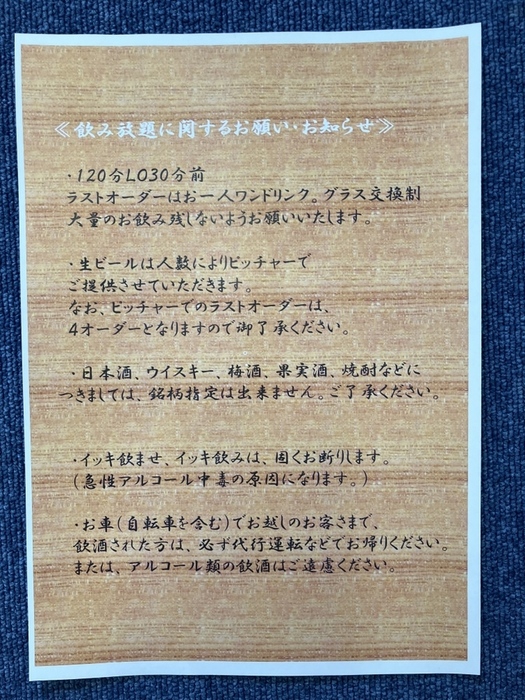 ≪飲み放題に関するお願い・お知らせ≫
・120分LO30分前
ラストオーダーはお一人ワンドリンク。グラス交換制
大量のお飲み残しないようお願いいたします。
・生ビールは人数によりピッチャーで
ご提供させていただきます。
なお、ピッチャーでのラストオーダーは、
4オーダーとなりますので御了承ください。
・日本酒、ウイスキー、梅酒、果実酒、焼酎などに
つきましては、銘柄指定は出来ません。ご了承ください。
・イッキ飲ませ、イッキ飲みは、固くお断りします。
(急性アルコール中毒の原因になります。)
・お車(自転車を含む)でお越しのお客さまで、
飲酒された方は、必ず代行運転などでお帰りください。
または、アルコール類の飲酒はご遠慮ください。